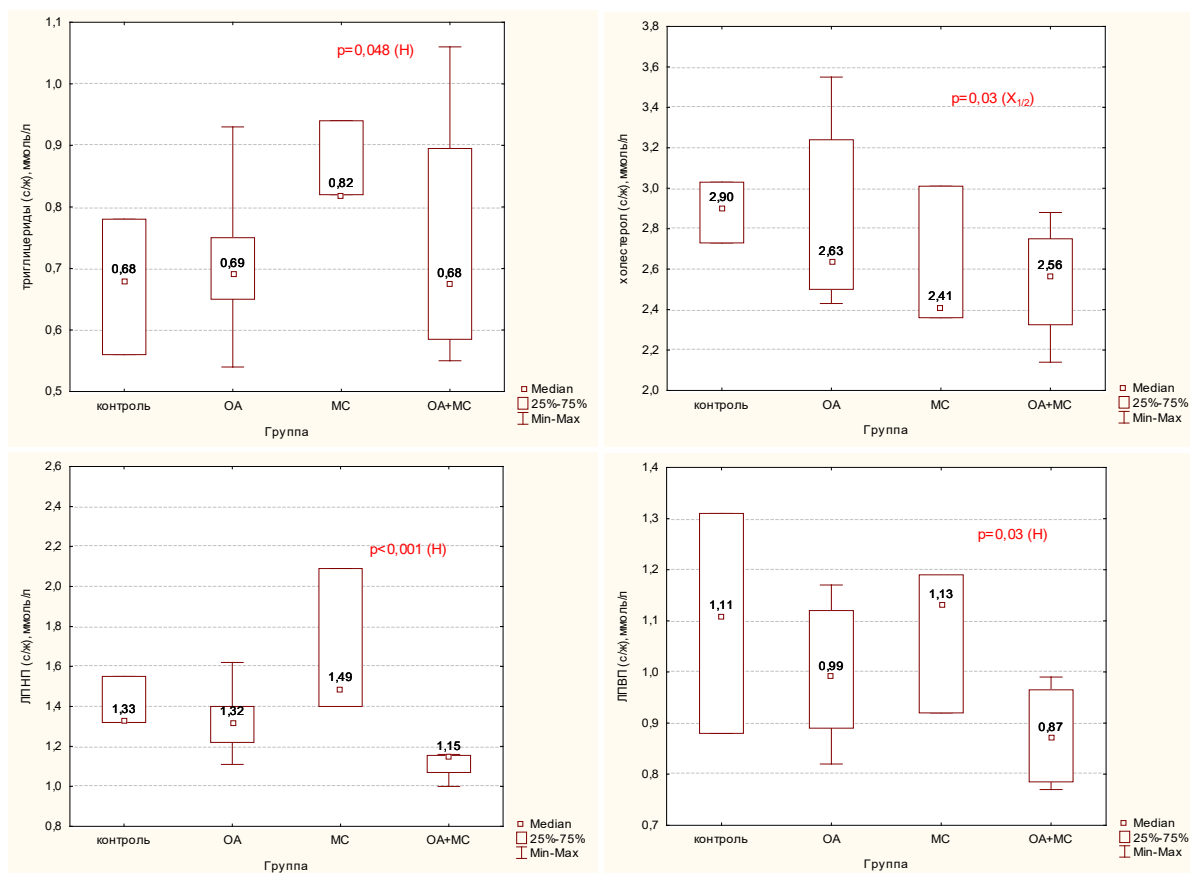 1,1
1,0
0,9
0,8
0,7
0,6
0,5
триглицериды (с/ж), ммоль/л
p=0,048 (H)
0,68
0,69
0,82
0,68
контроль
ОА
МС
ОА+МС
Группа
Median
25%-75%
Min-Max
3,8
3,6
3,4
3,2
3,0
2,8
2,6
2,4
2,2
2,0
холестерол (с/ж), ммоль/л
p=0,03 (X1/2)
2,90
2,63
2,41
2,56
контроль
ОА
МС
ОА+МС
Группа
Median
25%-75%
Min-Max
2,6
2,4
2,2
2,0
1,8
1,6
1,4
1,2
1,0
0,8
ЛПНП (с/ж), ммоль/л
p<0,001 (H)
1,33
1,32
1,49
1,15
контроль
ОА
МС
ОА+МС
Группа
Median
25%-75%
Min-Max
1,4
1,3
1,2
1,1
1,0
0,9
0,8
0,7
ЛПВП (с/ж), ммоль/л
p=0,03 (H)
1,11
0,99
1,13
0,87
контроль
ОА
МС
ОА+МС
Группа
Median
25%-75%
Min-Max